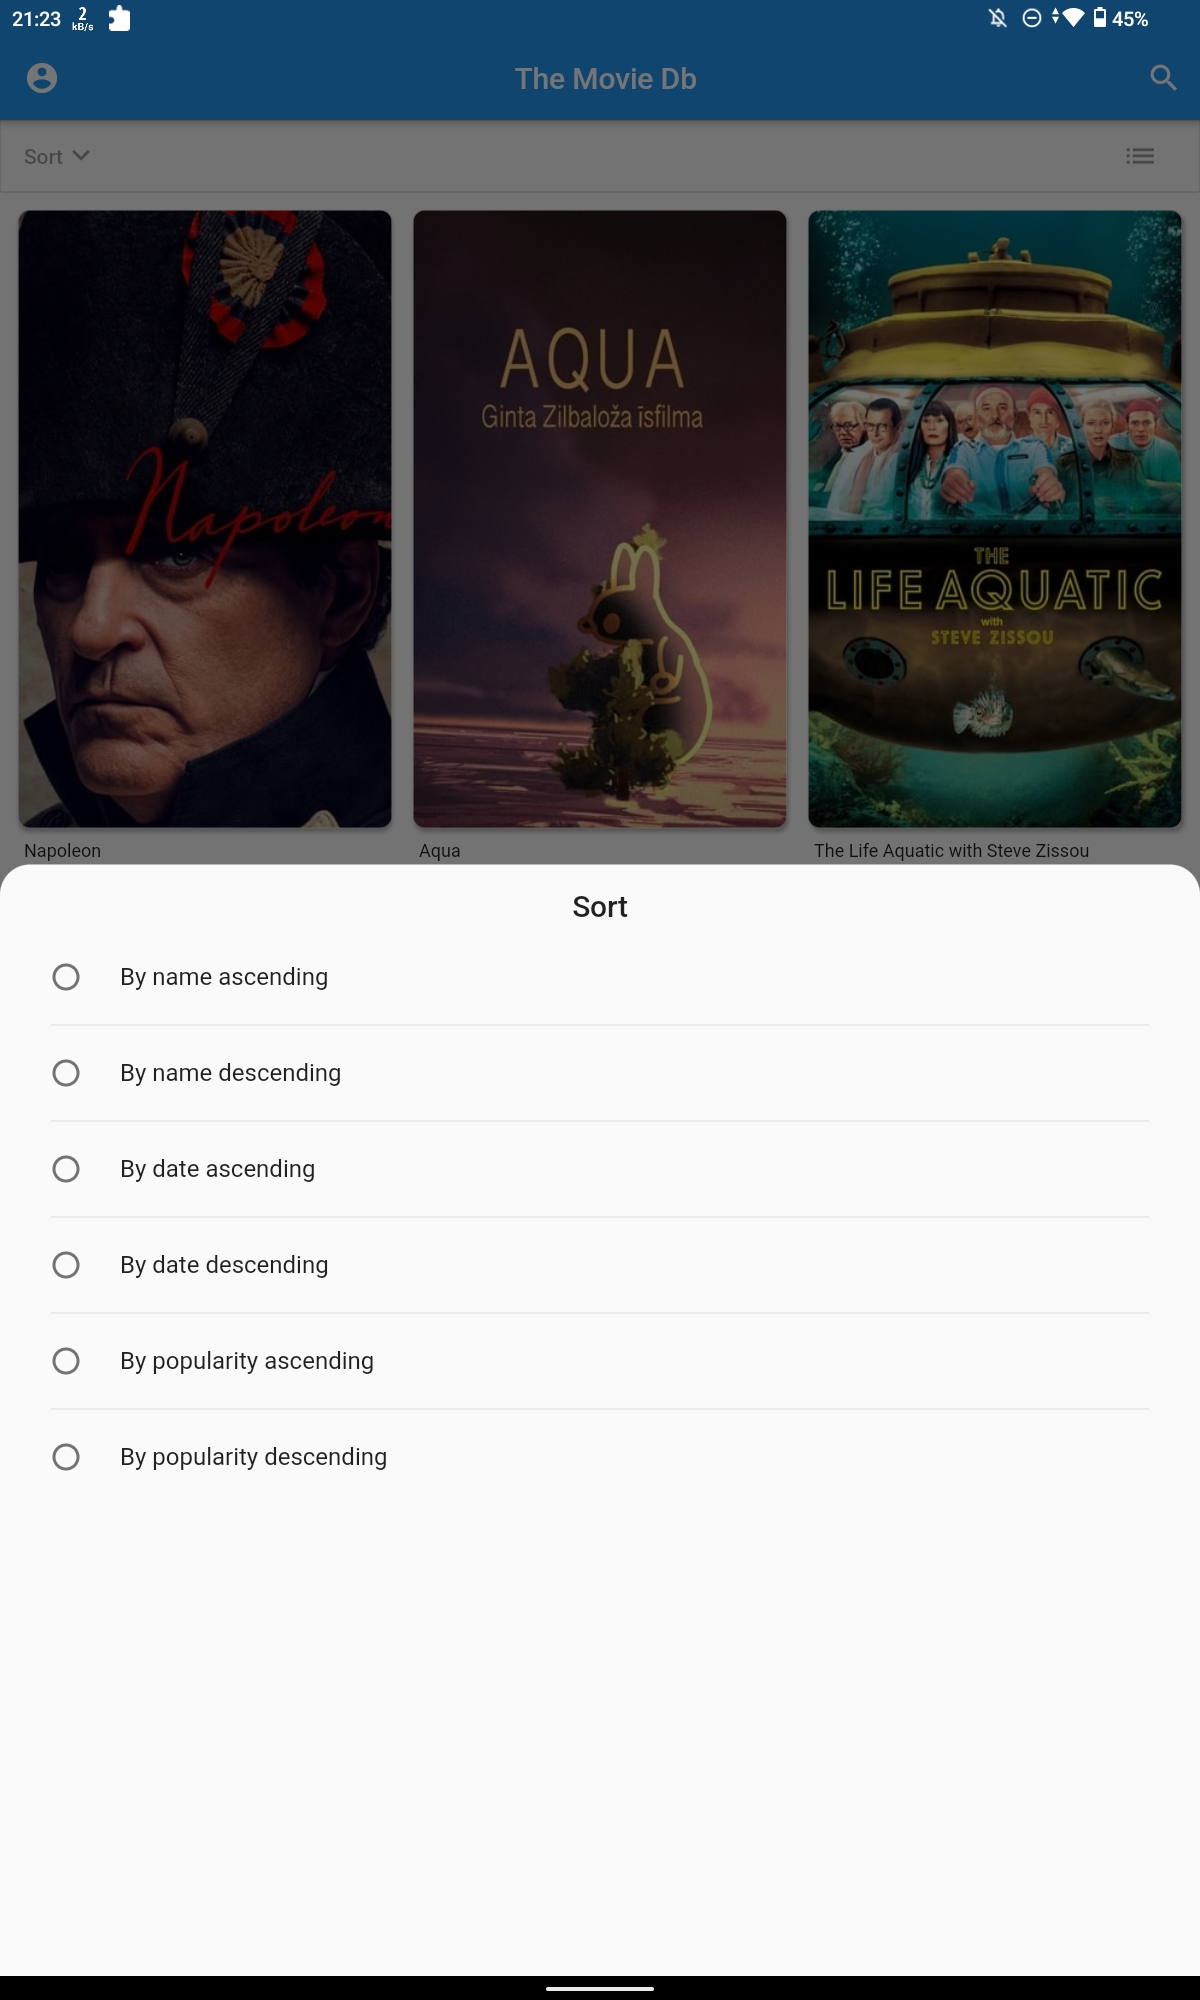 21:23 2 kB/s 45%
The Movie Db
Sort
Napoleon
AQUA
Ginta Zilbaloža īsfilma
THE
LIFE AQUATIC
with
STEVE ZISSOU
Napoleon
Aqua
The Life Aquatic with Steve Zissou
Sort
By name ascending
By name descending
By date ascending
By date descending
By popularity ascending
By popularity descending